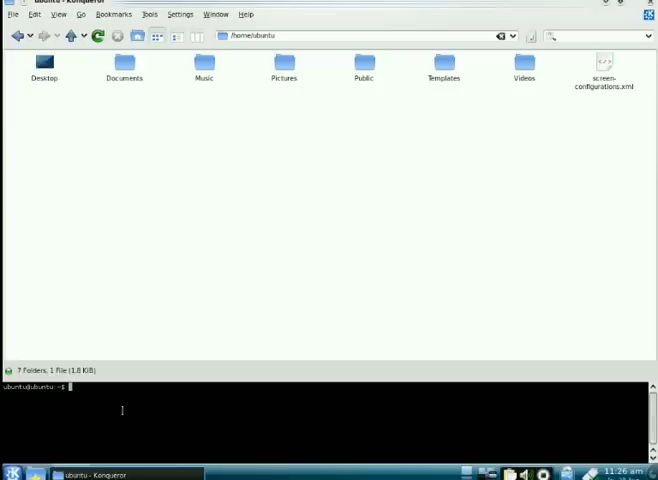 ubuntu - Konqueror
File Edit View Go Bookmarks Tools Settings Window Help
/home/ubuntu
Desktop Documents Music Pictures Public Templates Videos screen-
configurations.xml
7 Folders, 1 File (1.8 KiB)
ubuntu@ubuntu:~$
ubuntu - Konqueror
11:26 am